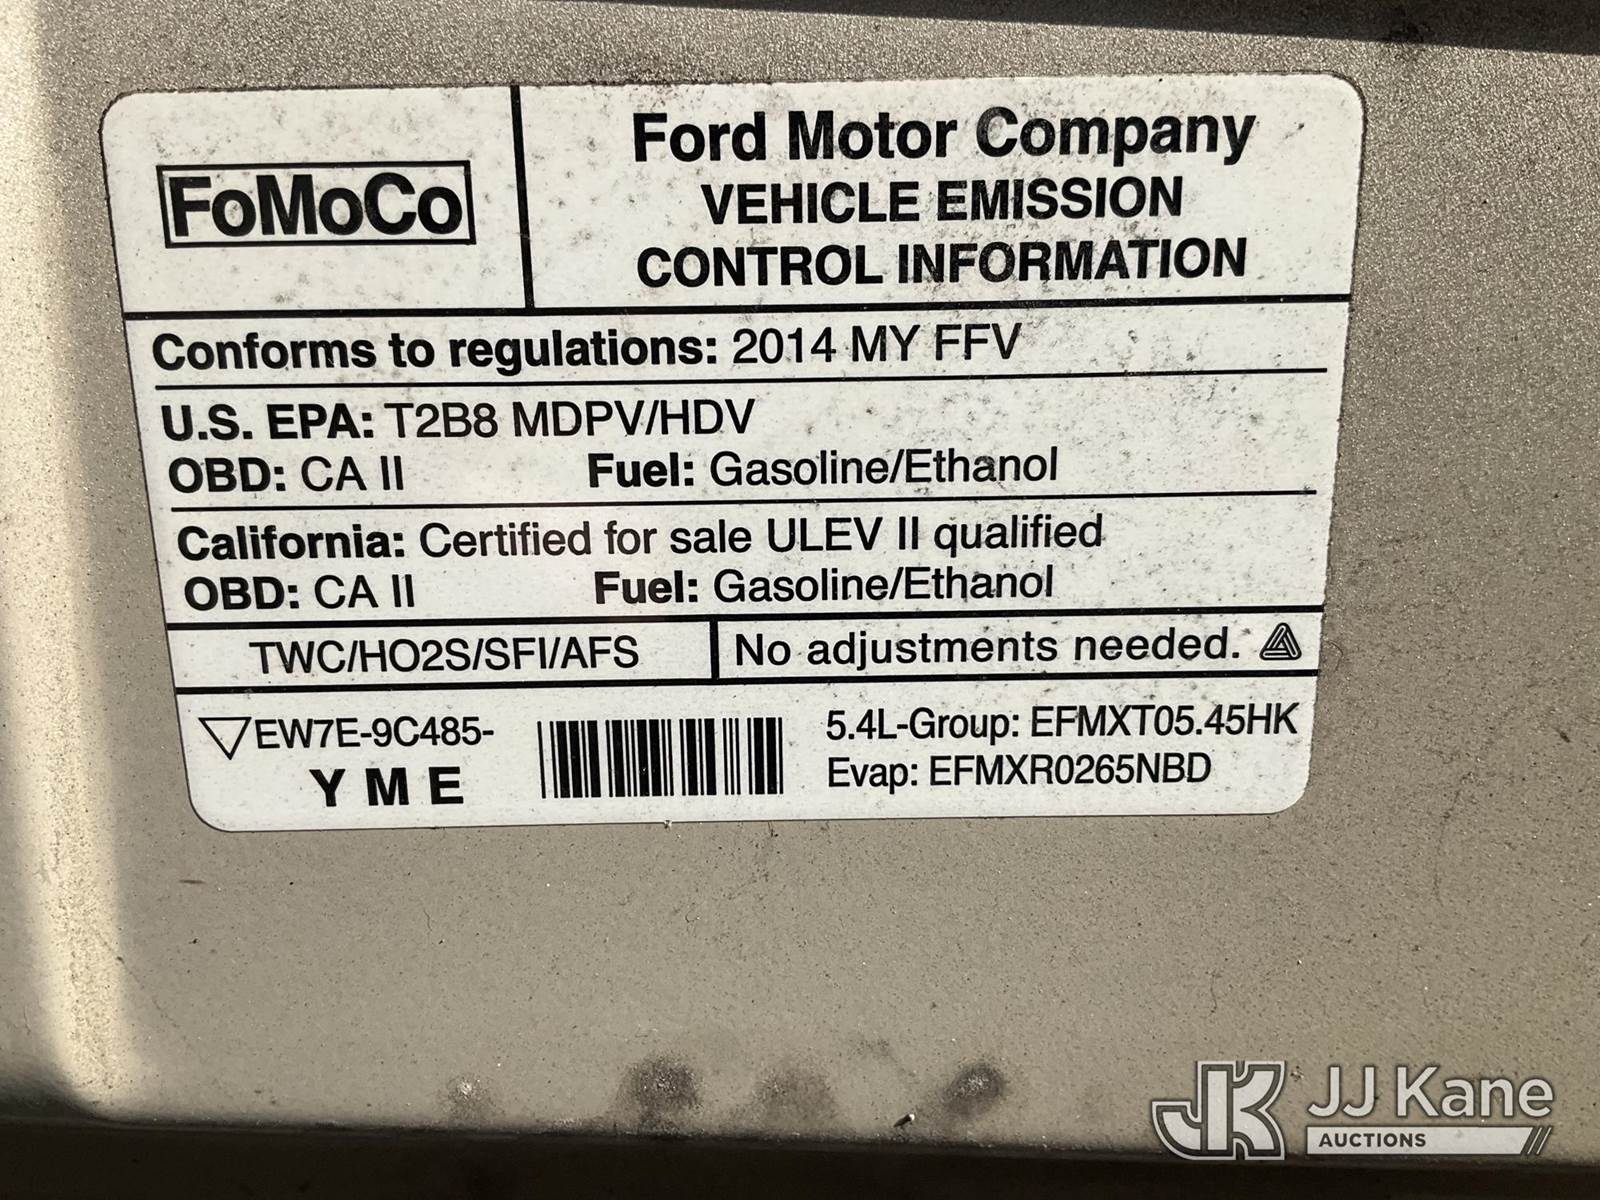 FoMoCo
Ford Motor Company
VEHICLE EMISSION
CONTROL INFORMATION
Conforms to regulations: 2014 MY FFV
U.S. EPA: T2B8 MDPV/HDV
OBD: CA II Fuel: Gasoline/Ethanol
California: Certified for sale ULEV II qualified
OBD: CA II Fuel: Gasoline/Ethanol
TWC/HO2S/SFI/AFS
No adjustments needed.
EW7E-9C485-
YME
5.4L-Group: EFMXT05.45HK
Evap: EFMXR0265NBD
JK JJ Kane
AUCTIONS